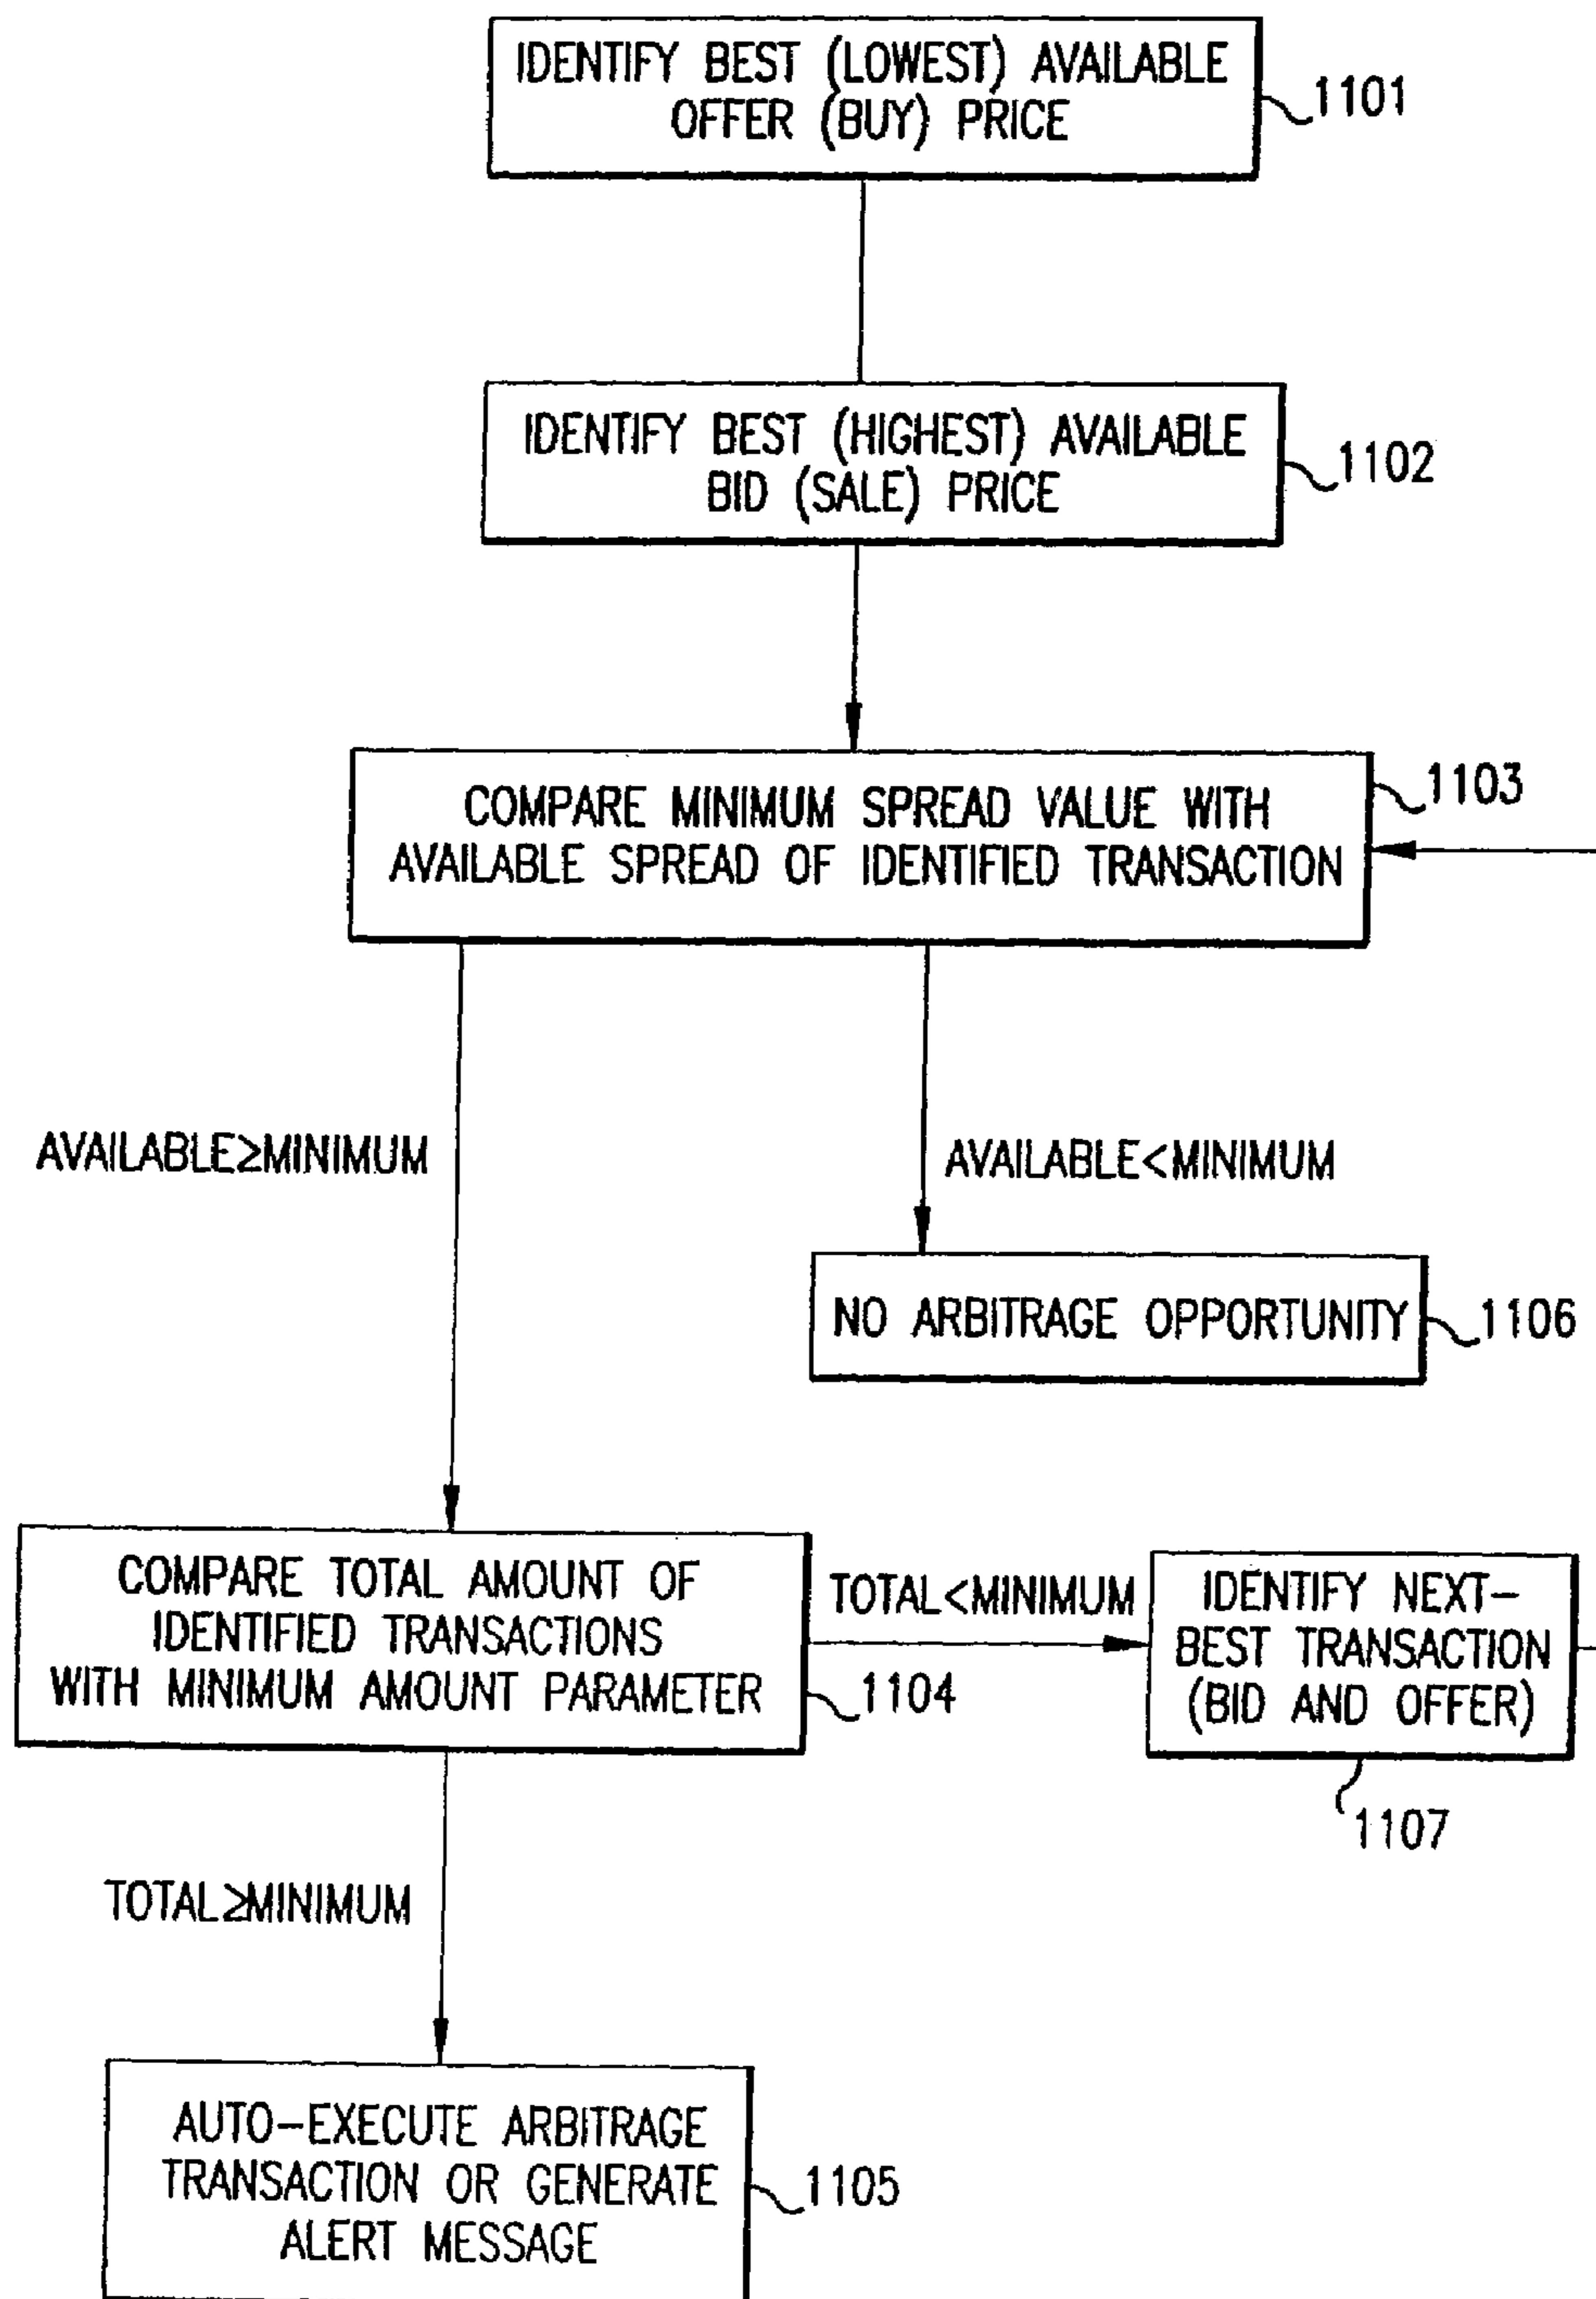 IDENTIFY BEST (LOWEST) AVAILABLE
OFFER (BUY) PRICE
1101
IDENTIFY BEST (HIGHEST) AVAILABLE
BID (SALE) PRICE
1102
COMPARE MINIMUM SPREAD VALUE WITH
AVAILABLE SPREAD OF IDENTIFIED TRANSACTION
1103
AVAILABLE≥MINIMUM
AVAILABLE<MINIMUM
NO ARBITRAGE OPPORTUNITY
1106
COMPARE TOTAL AMOUNT OF
IDENTIFIED TRANSACTIONS
WITH MINIMUM AMOUNT PARAMETER
1104
TOTAL<MINIMUM
IDENTIFY NEXT-
BEST TRANSACTION
(BID AND OFFER)
1107
TOTAL≥MINIMUM
AUTO-EXECUTE ARBITRAGE
TRANSACTION OR GENERATE
ALERT MESSAGE
1105